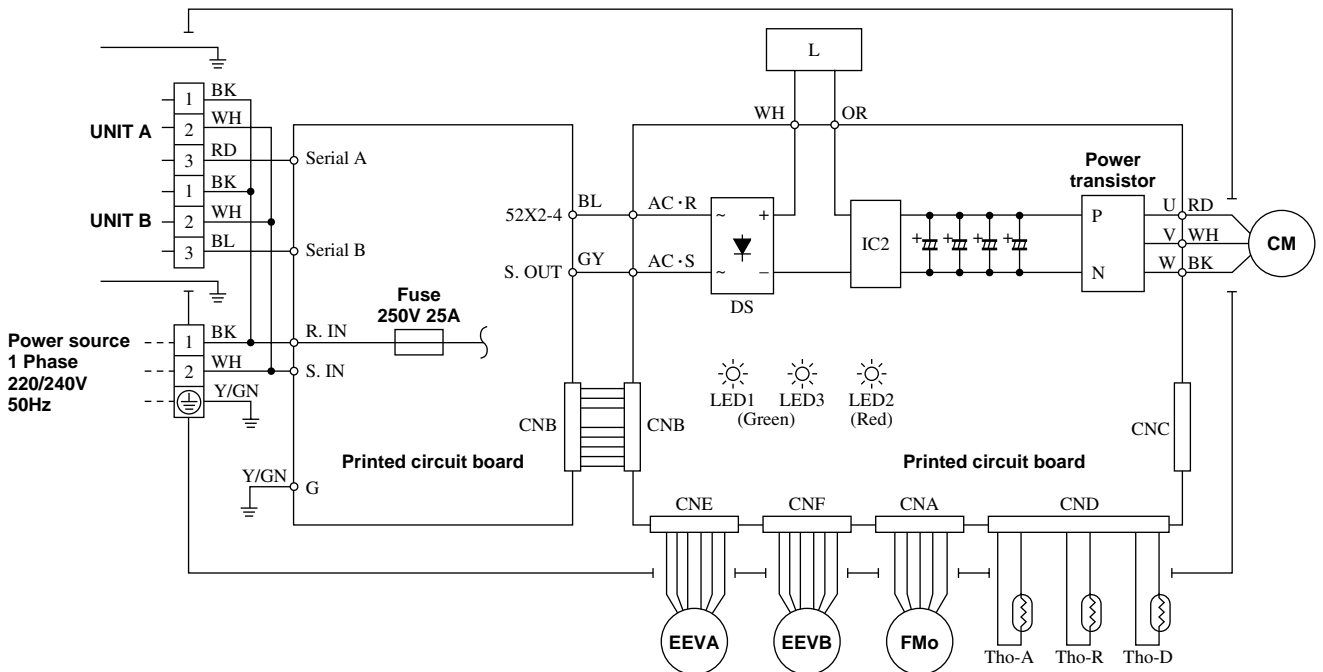 L
WH
OR
UNIT A
1
BK
2
WH
3
RD
Serial A
UNIT B
1
BK
2
WH
3
BL
Serial B
Power source
1 Phase
220/240V
50Hz
1
BK
R. IN
2
WH
S. IN
Y/GN
Fuse
250V 25A
52X2-4
BL
AC·R
S. OUT
GY
AC·S
~
+
~
−
DS
IC2
+
+
+
+
Power
transistor
P
N
U
RD
V
WH
W
BK
CM
LED1
LED3
LED2
(Green)
(Red)
CNB
CNB
CNC
Printed circuit board
Printed circuit board
Y/GN
G
CNE
CNF
CNA
CND
EEVA
EEVB
FMo
Tho-A
Tho-R
Tho-D